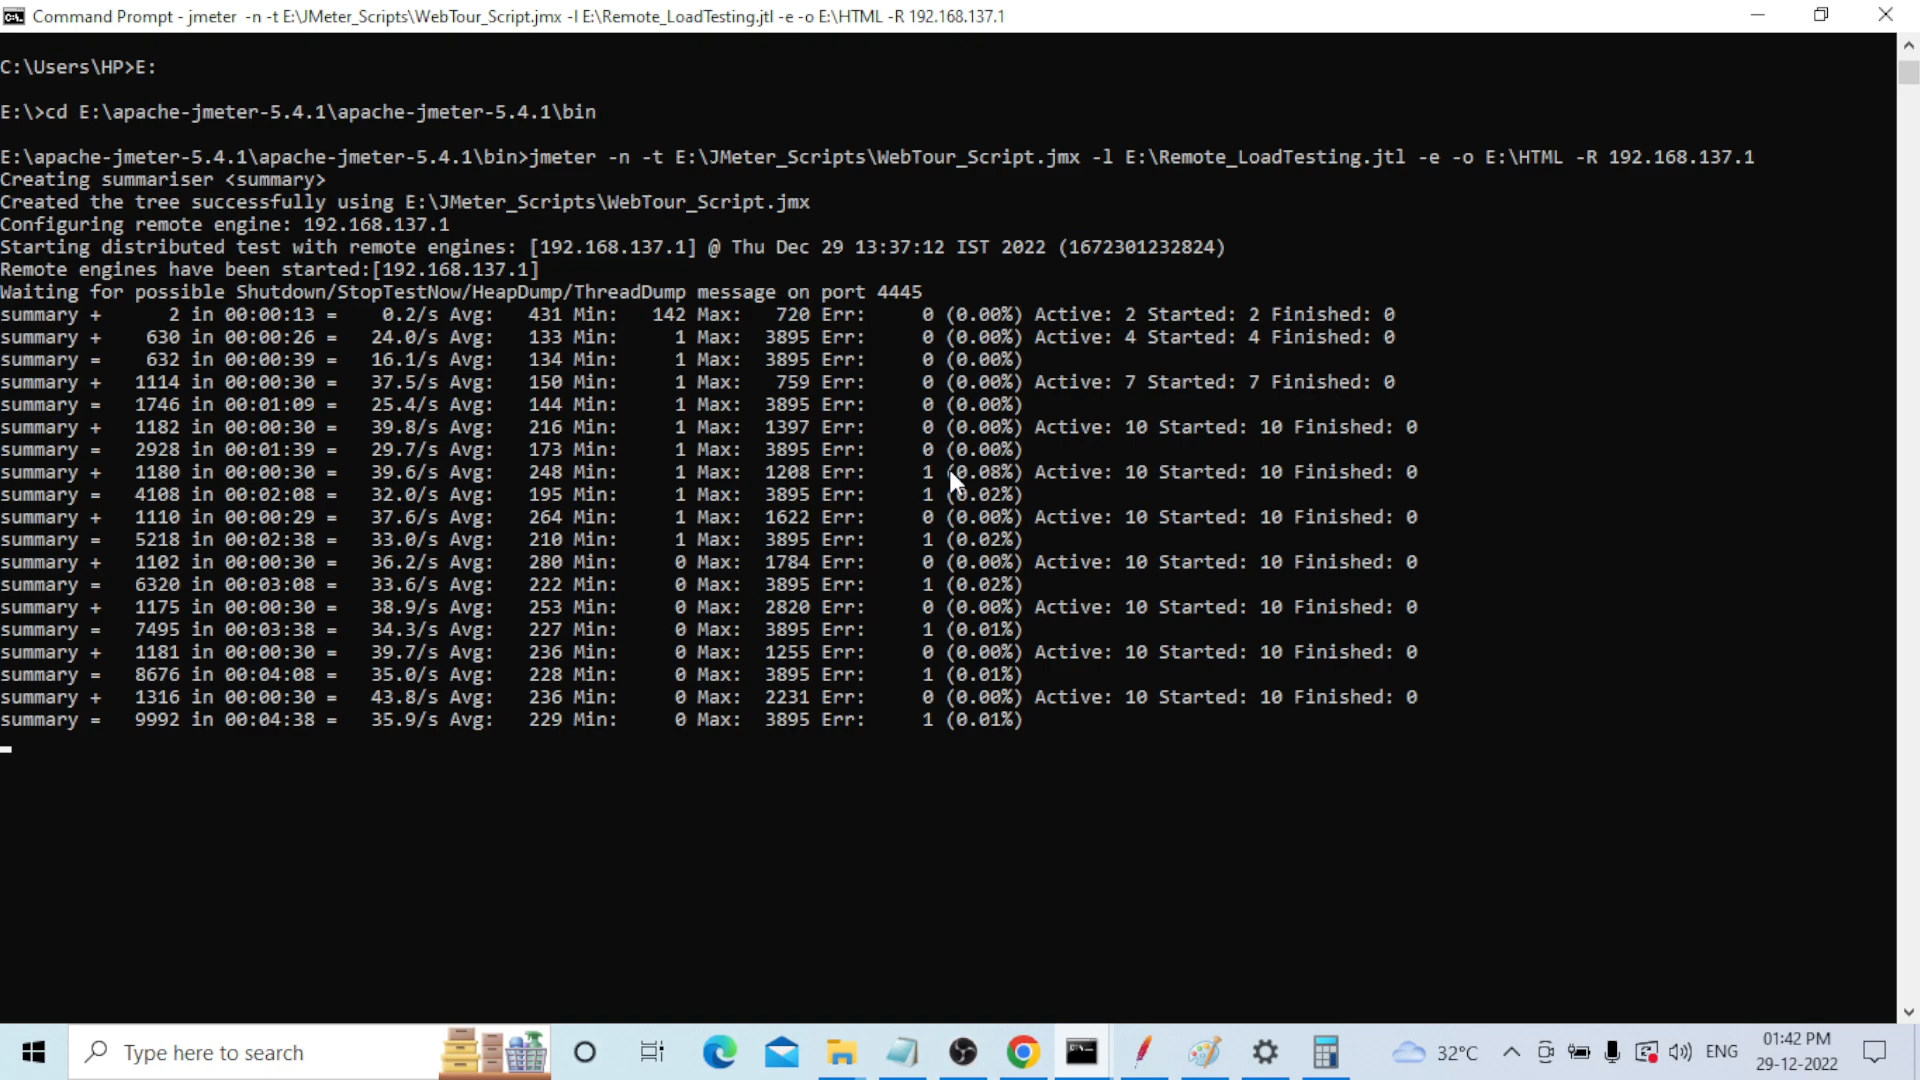 Command Prompt - jmeter -n -t E:\JMeter_Scripts\WebTour_Script.jmx -l E:\Remote_LoadTesting.jtl -e -o E:\HTML -R 192.168.137.1
C:\Users\HP>E:
E:\>cd E:\apache-jmeter-5.4.1\apache-jmeter-5.4.1\bin
E:\apache-jmeter-5.4.1\apache-jmeter-5.4.1\bin>jmeter -n -t E:\JMeter_Scripts\WebTour_Script.jmx -l E:\Remote_LoadTesting.jtl -e -o E:\HTML -R 192.168.137.1
Creating summariser <summary>
Created the tree successfully using E:\JMeter_Scripts\WebTour_Script.jmx
Configuring remote engine: 192.168.137.1
Starting distributed test with remote engines: [192.168.137.1] @ Thu Dec 29 13:37:12 IST 2022 (1672301232824)
Remote engines have been started:[192.168.137.1]
Waiting for possible Shutdown/StopTestNow/HeapDump/ThreadDump message on port 4445
summary + 2 in 00:00:13 = 0.2/s Avg: 431 Min: 142 Max: 720 Err: 0 (0.00%) Active: 2 Started: 2 Finished: 0
summary + 630 in 00:00:26 = 24.0/s Avg: 133 Min: 1 Max: 3895 Err: 0 (0.00%) Active: 4 Started: 4 Finished: 0
summary = 632 in 00:00:39 = 16.1/s Avg: 134 Min: 1 Max: 3895 Err: 0 (0.00%)
summary + 1114 in 00:00:30 = 37.5/s Avg: 150 Min: 1 Max: 759 Err: 0 (0.00%) Active: 7 Started: 7 Finished: 0
summary = 1746 in 00:01:09 = 25.4/s Avg: 144 Min: 1 Max: 3895 Err: 0 (0.00%)
summary + 1182 in 00:00:30 = 39.8/s Avg: 216 Min: 1 Max: 1397 Err: 0 (0.00%) Active: 10 Started: 10 Finished: 0
summary = 2928 in 00:01:39 = 29.7/s Avg: 173 Min: 1 Max: 3895 Err: 0 (0.00%)
summary + 1180 in 00:00:30 = 39.6/s Avg: 248 Min: 1 Max: 1208 Err: 1 (0.08%) Active: 10 Started: 10 Finished: 0
summary = 4108 in 00:02:08 = 32.0/s Avg: 195 Min: 1 Max: 3895 Err: 1 (0.02%)
summary + 1110 in 00:00:29 = 37.6/s Avg: 264 Min: 1 Max: 1622 Err: 0 (0.00%) Active: 10 Started: 10 Finished: 0
summary = 5218 in 00:02:38 = 33.0/s Avg: 210 Min: 1 Max: 3895 Err: 1 (0.02%)
summary + 1102 in 00:00:30 = 36.2/s Avg: 280 Min: 0 Max: 1784 Err: 0 (0.00%) Active: 10 Started: 10 Finished: 0
summary = 6320 in 00:03:08 = 33.6/s Avg: 222 Min: 0 Max: 3895 Err: 1 (0.02%)
summary + 1175 in 00:00:30 = 38.9/s Avg: 253 Min: 0 Max: 2820 Err: 0 (0.00%) Active: 10 Started: 10 Finished: 0
summary = 7495 in 00:03:38 = 34.3/s Avg: 227 Min: 0 Max: 3895 Err: 1 (0.01%)
summary + 1181 in 00:00:30 = 39.7/s Avg: 236 Min: 0 Max: 1255 Err: 0 (0.00%) Active: 10 Started: 10 Finished: 0
summary = 8676 in 00:04:08 = 35.0/s Avg: 228 Min: 0 Max: 3895 Err: 1 (0.01%)
summary + 1316 in 00:00:30 = 43.8/s Avg: 236 Min: 0 Max: 2231 Err: 0 (0.00%) Active: 10 Started: 10 Finished: 0
summary = 9992 in 00:04:38 = 35.9/s Avg: 229 Min: 0 Max: 3895 Err: 1 (0.01%)
Type here to search
32°C
ENG
01:42 PM
29-12-2022